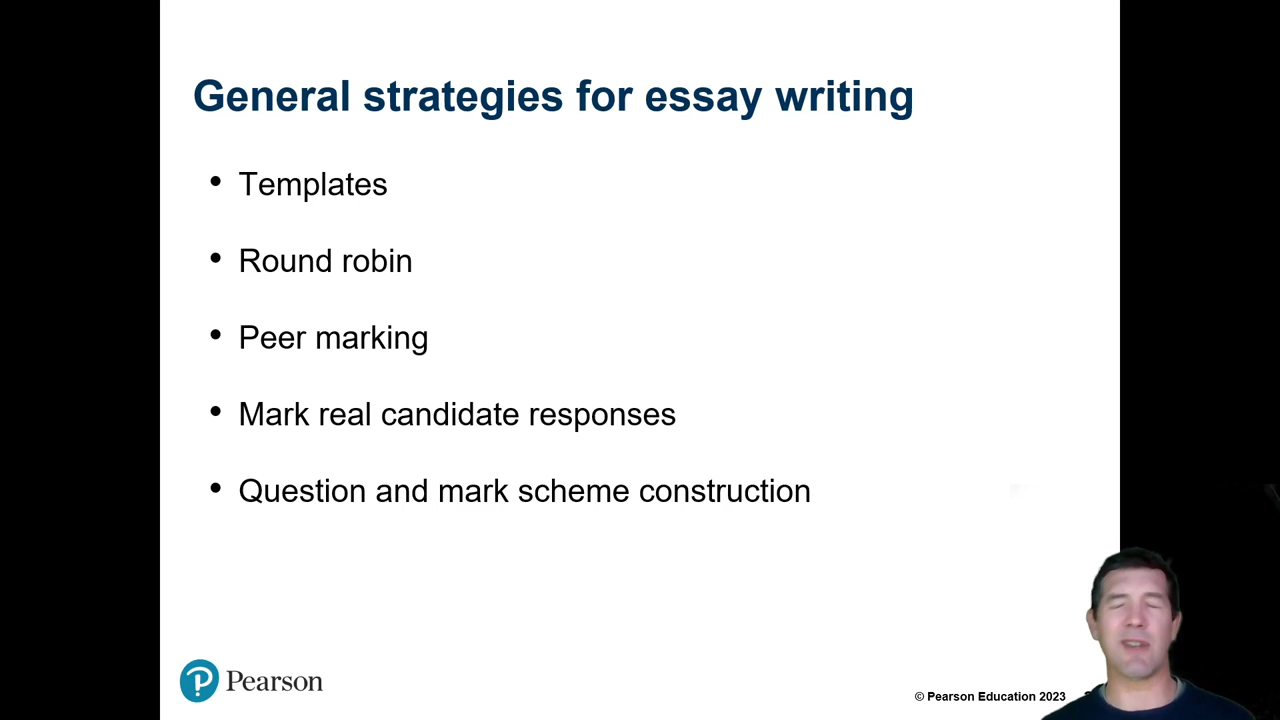 General strategies for essay writing
• Templates
• Round robin
• Peer marking
• Mark real candidate responses
• Question and mark scheme construction
Pearson
© Pearson Education 2023